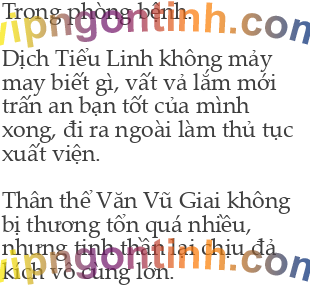 Trong phòng bệnh.
vipngontinh.com
Dịch Tiểu Linh không mảy
may biết gì, vất vả lắm mới
trấn an bạn tốt của mình
xong, đi ra ngoài làm thủ tục
xuất viện.
Thân thể Văn Vũ Giai không
bị thương tổn quá nhiều,
nhưng tinh thần lại chịu đả
kích vô cùng lớn.
vipngontinh.com